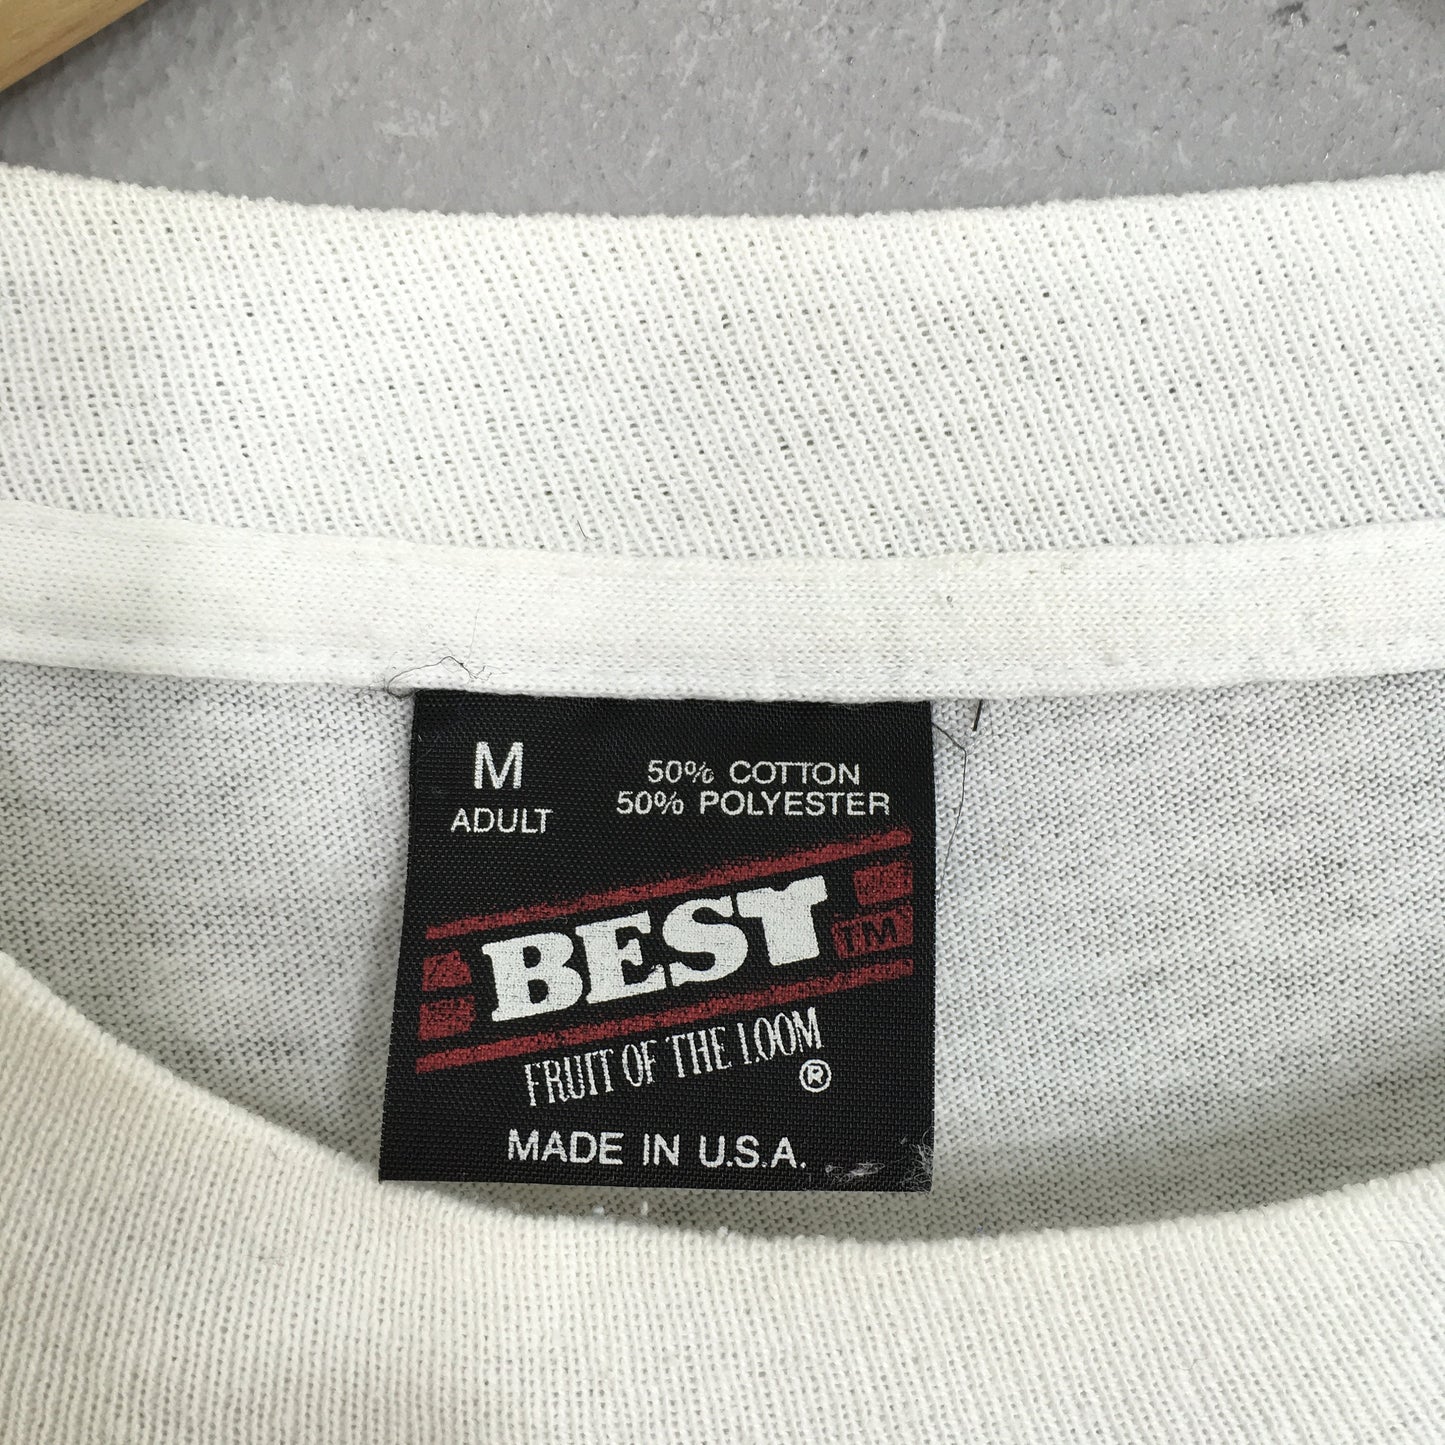 M
ADULT
50% COTTON
50% POLYESTER
BEST TM
FRUIT OF THE LOOM
®
MADE IN U.S.A.